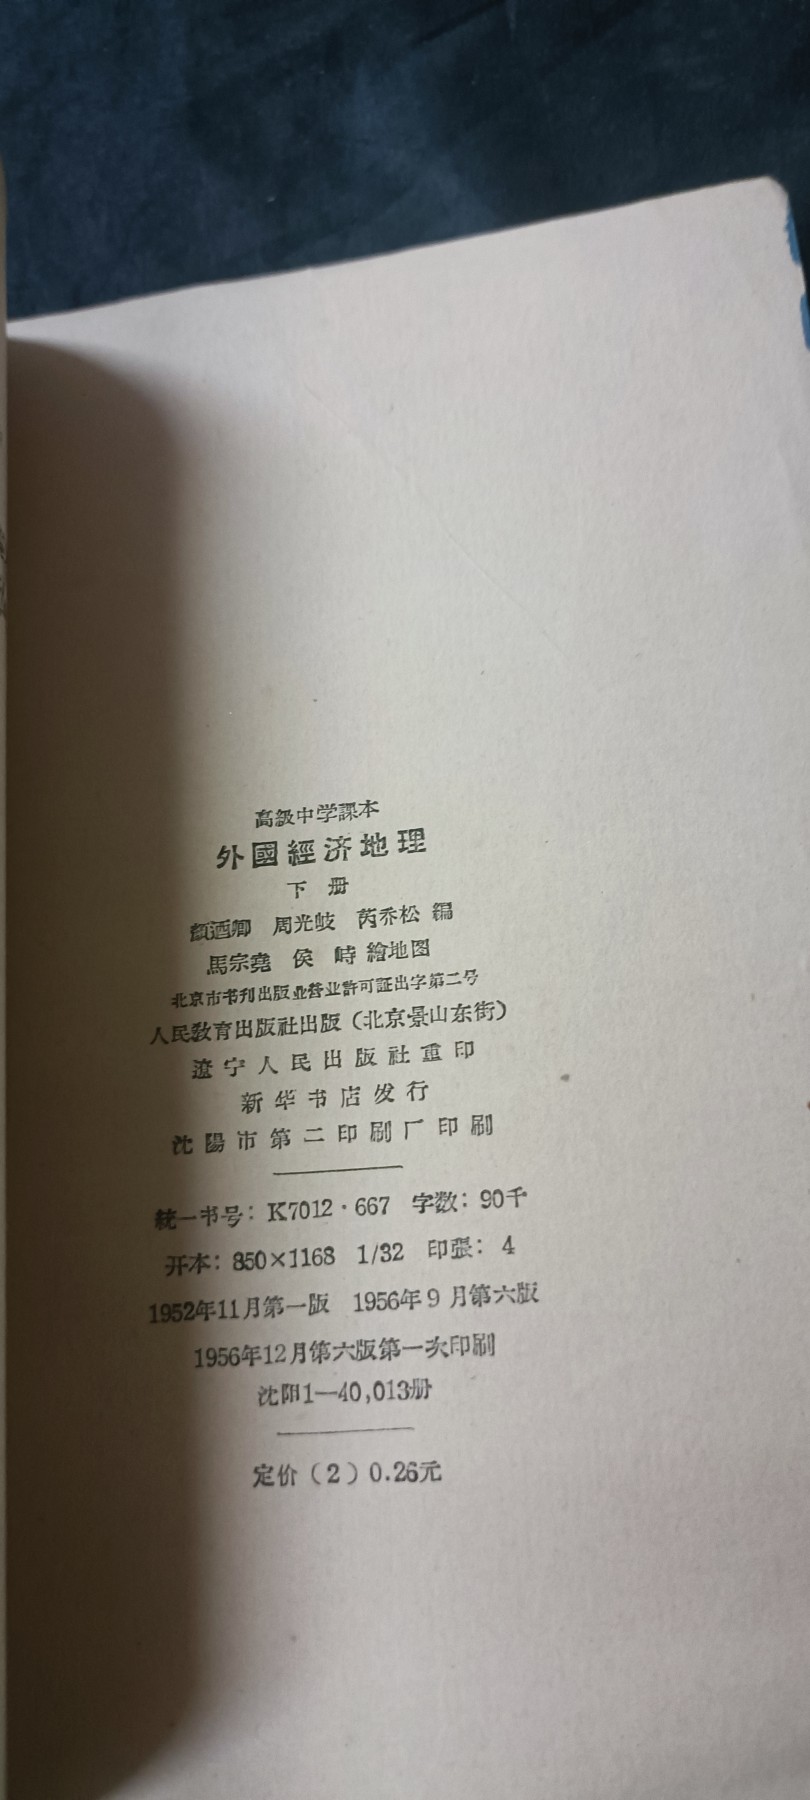 高級中学課本
外國經济地理
下 册
顏迺卿 周光岐 芮乔松 編
馬宗堯 侯 峙 繪地图
北京市书刊出版业营业許可証出字第二号
人民教育出版社出版（北京景山东街）
遼宁人民出版社重印
新华书店发行
沈陽市第二印刷厂印刷
統一书号：K7012·667 字数：90千
开本：850×1168 1/32 印張：4
1952年11月第一版 1956年9月第六版
1956年12月第六版第一次印刷
沈阳1—40,013册
定价（2）0.26元